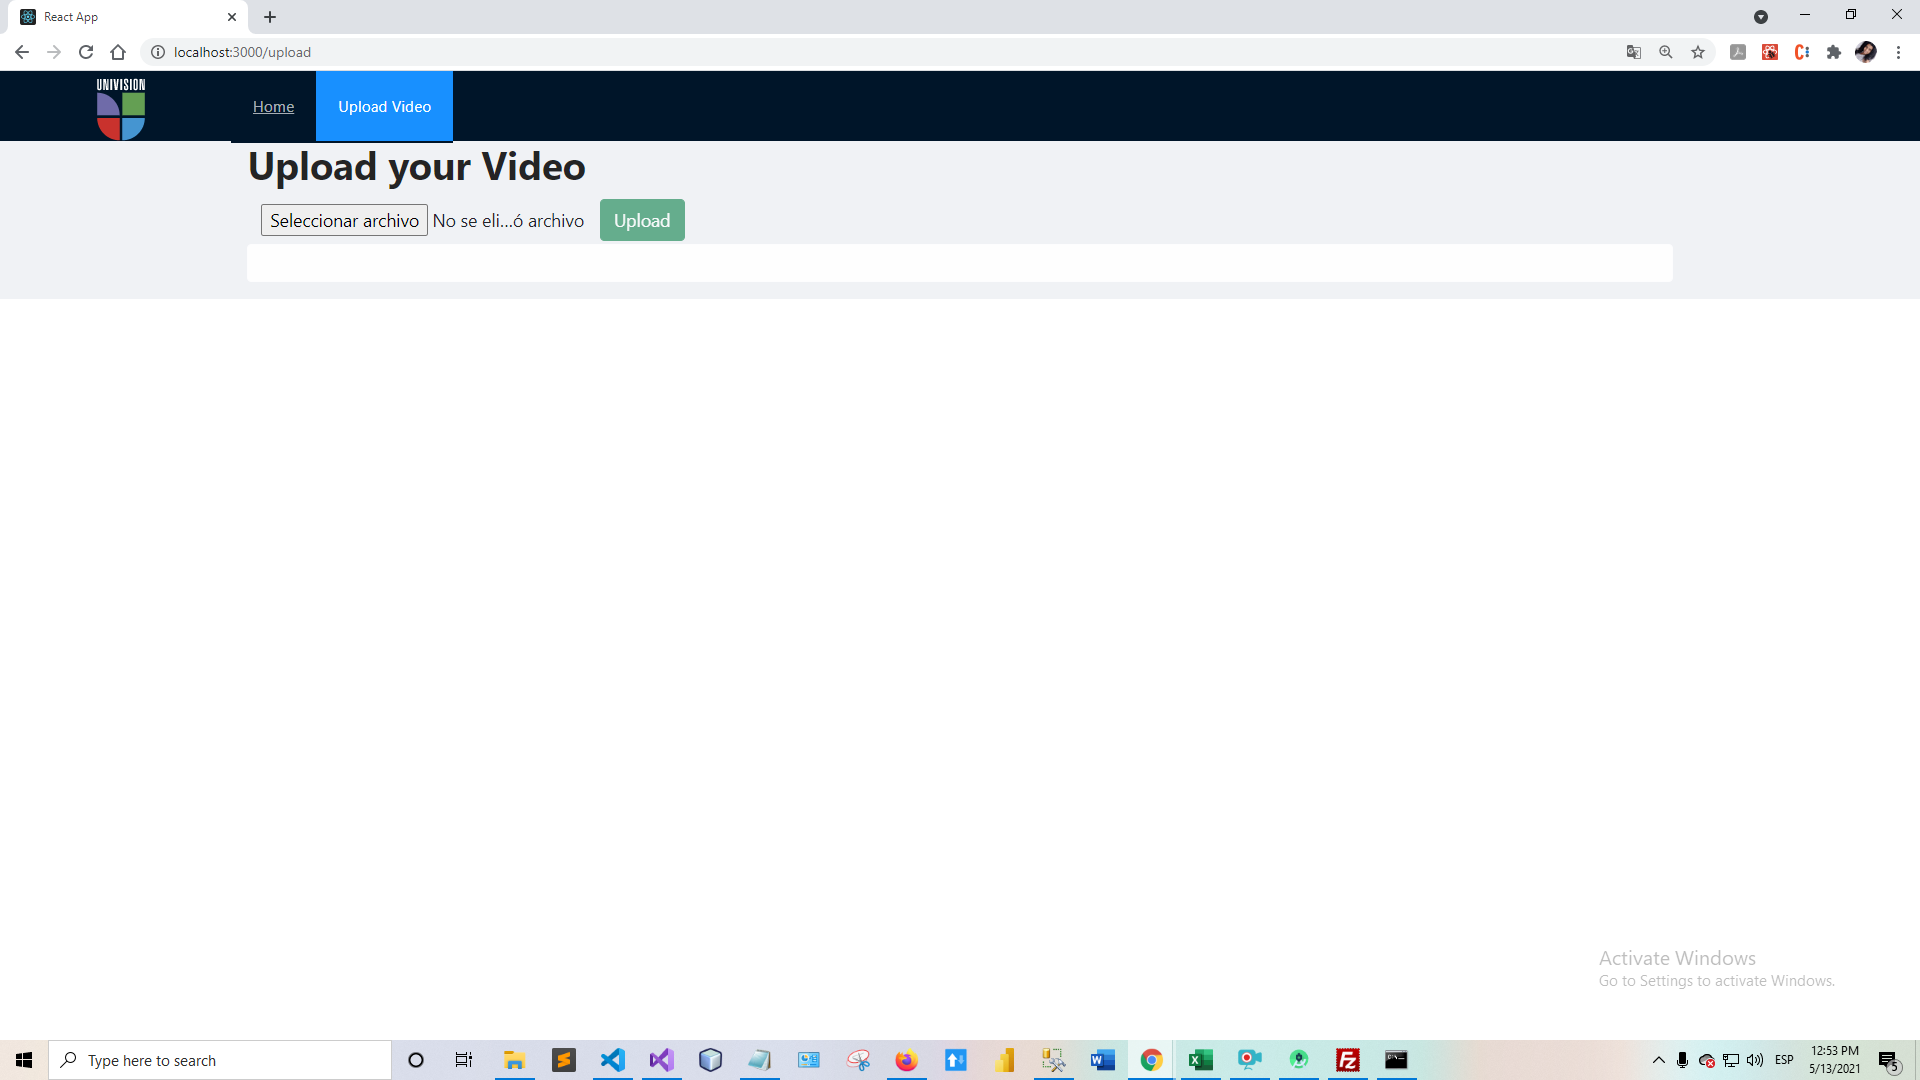 React App
localhost:3000/upload
UNIVISION
Home
Upload Video
Upload your Video
Seleccionar archivo No se eli...ó archivo Upload
Activate Windows
Go to Settings to activate Windows.
Type here to search
ESP
12:53 PM
5/13/2021
5